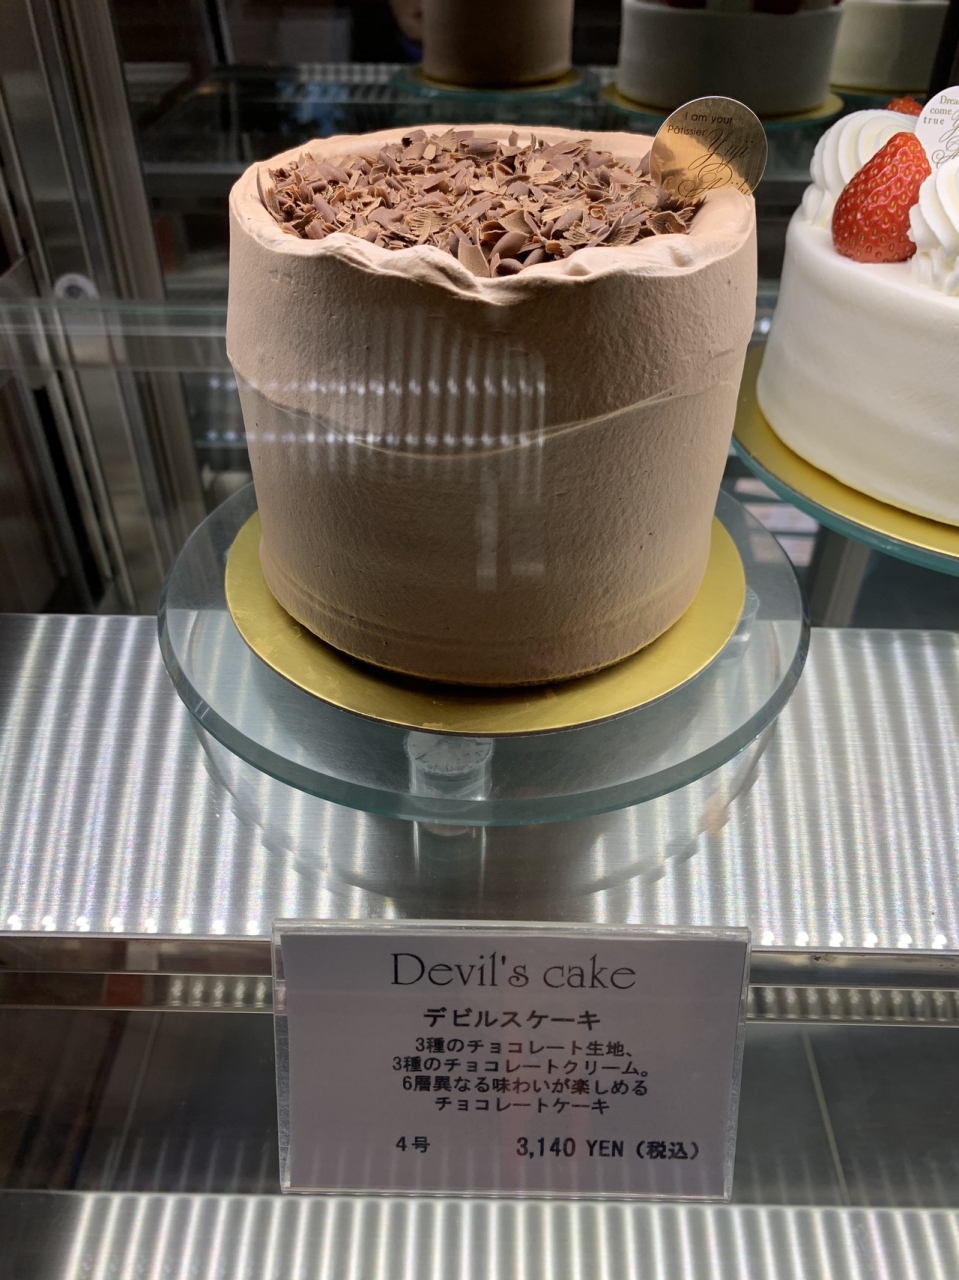 I am your
Pâtissier
Dream
come
true
Devil's cake
デビルスケーキ
3種のチョコレート生地、
3種のチョコレートクリーム。
6層異なる味わいが楽しめる
チョコレートケーキ
4号 3,140 YEN (税込)